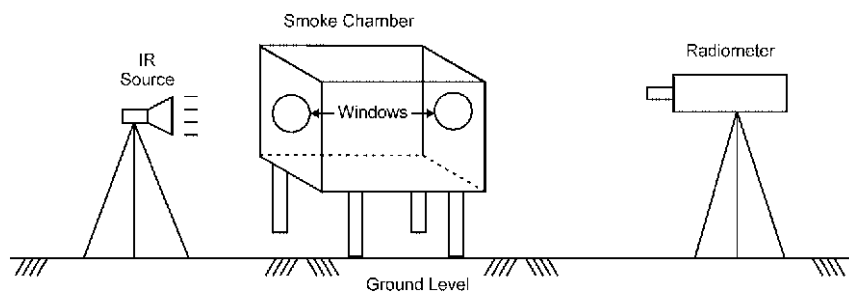 Smoke Chamber
IR
Source
Radiometer
Windows
Ground Level